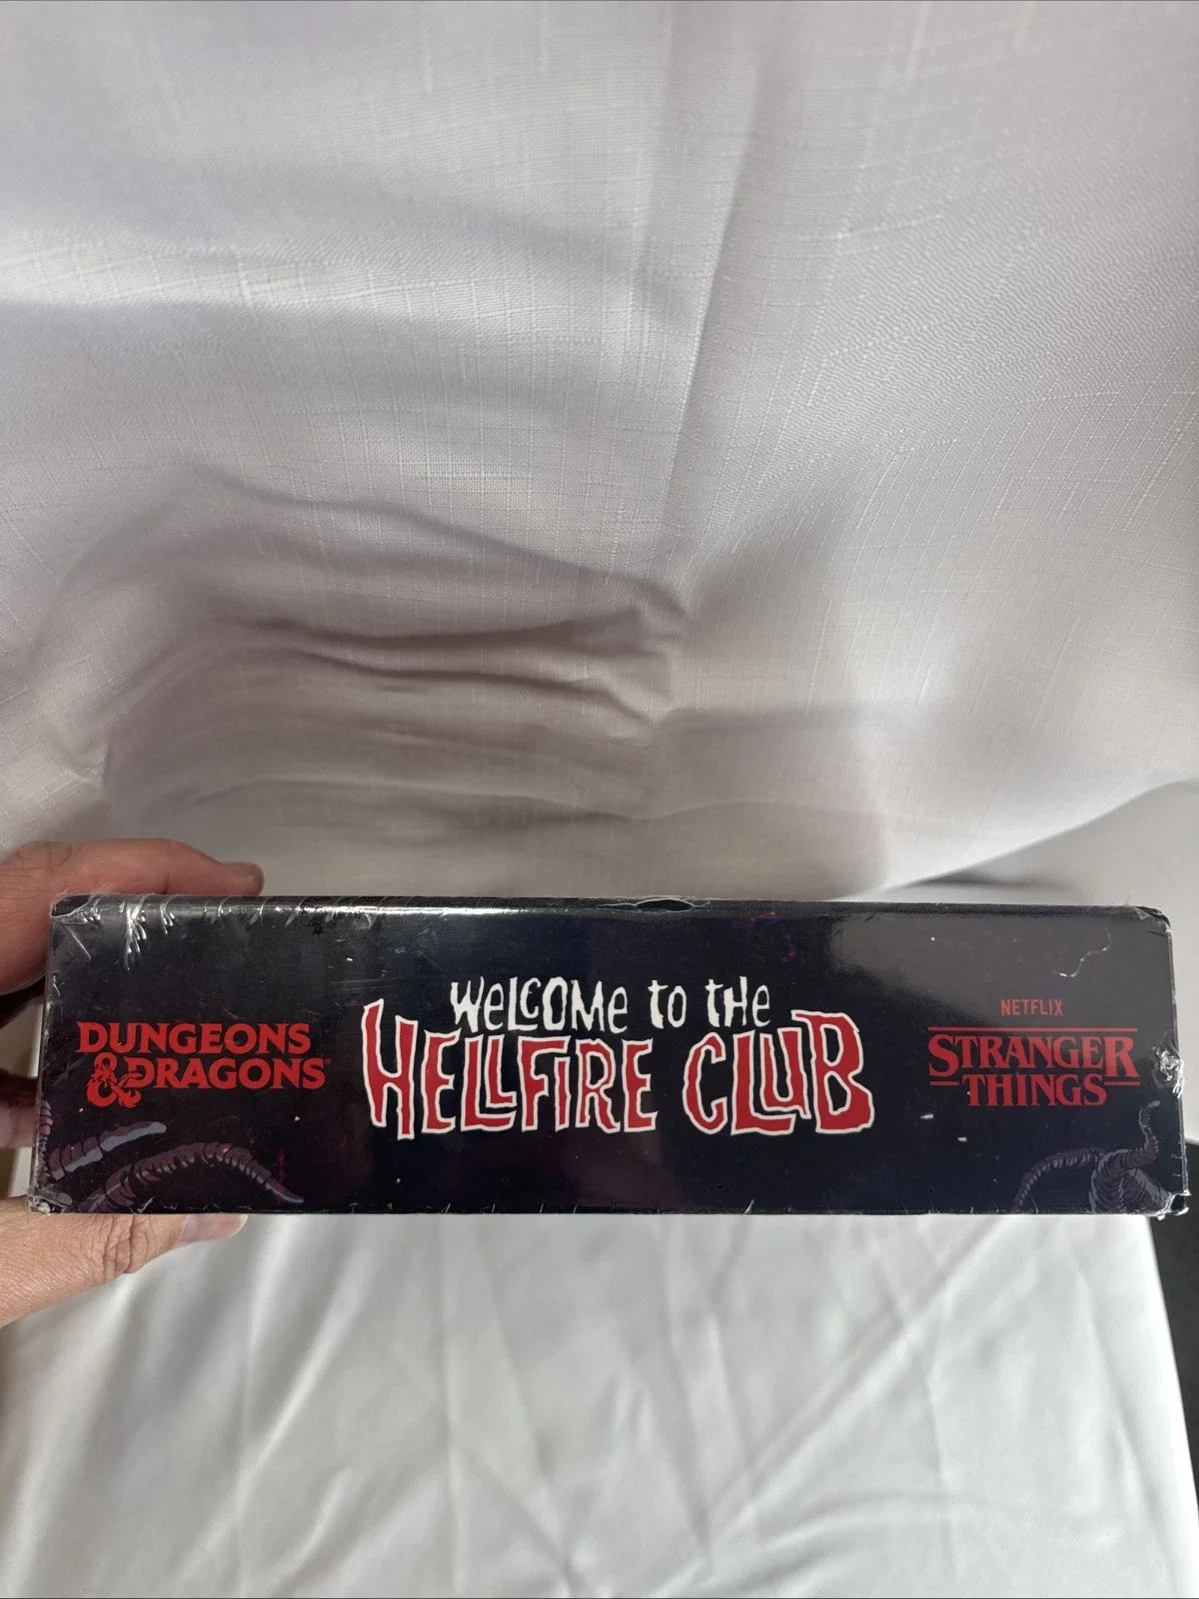 DUNGEONS
& DRAGONS®
WELCOME to tHE
HELLFIRE CLUB
NETFLIX
STRANGER
THINGS